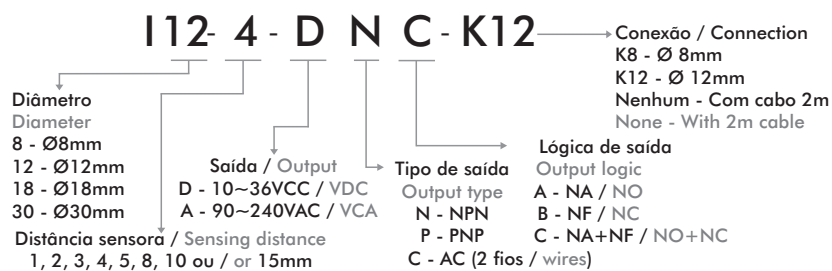 I12- 4 - D N C - K12
Conexão / Connection
K8 - Ø 8mm
K12 - Ø 12mm
Nenhum - Com cabo 2m
None - With 2m cable
Diâmetro
Diameter
8 - Ø8mm
12 - Ø12mm
18 - Ø18mm
30 - Ø30mm
Distância sensora / Sensing distance
1, 2, 3, 4, 5, 8, 10 ou / or 15mm
Saída / Output
D - 10~36VCC / VDC
A - 90~240VAC / VCA
Tipo de saída
Output type
N - NPN
P - PNP
C - AC (2 fios / wires)
Lógica de saída
Output logic
A - NA / NO
B - NF / NC
C - NA+NF / NO+NC